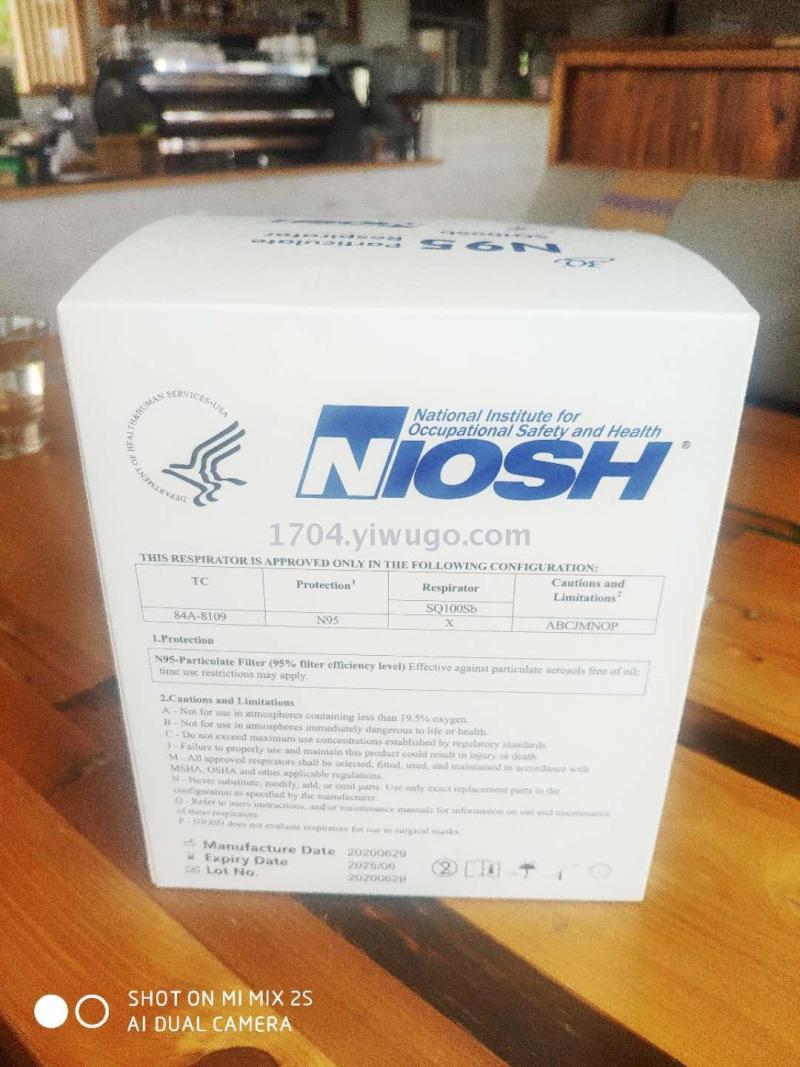 Particulate
Respirator
N95
SQ100Sb
3Q
DEPARTMENT OF HEALTH&HUMAN SERVICES•USA
National Institute for
Occupational Safety and Health
NIOSH®
1704.yiwugo.com
THIS RESPIRATOR IS APPROVED ONLY IN THE FOLLOWING CONFIGURATION:
TC Protection¹ Respirator Cautions and Limitations²
SQ100Sb
84A-8109 N95 X ABCJMNOP
1.Protection
N95-Particulate Filter (95% filter efficiency level) Effective against particulate aerosols free of oil;
time use restrictions may apply.
2.Cautions and Limitations
A - Not for use in atmospheres containing less than 19.5% oxygen.
B - Not for use in atmospheres immediately dangerous to life or health.
C - Do not exceed maximum use concentrations established by regulatory standards.
J - Failure to properly use and maintain this product could result in injury or death.
M - All approved respirators shall be selected, fitted, used, and maintained in accordance with
MSHA, OSHA and other applicable regulations.
N - Never substitute, modify, add, or omit parts. Use only exact replacement parts in the
configuration as specified by the manufacturer.
O - Refer to users instructions, and/or maintenance manuals for information on use and maintenance
of these respirators.
P - NIOSH does not evaluate respirators for use as surgical masks.
Manufacture Date 20200629
Expiry Date 2025/06
Lot No. 20200629
SHOT ON MI MIX 2S
AI DUAL CAMERA